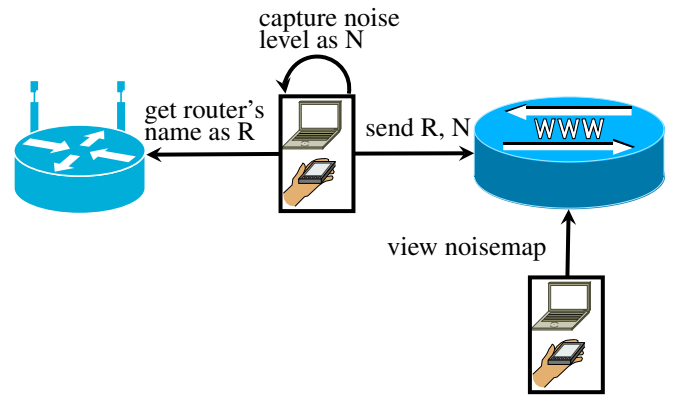 capture noise
level as N
get router's
name as R
send R, N
WWW
view noisemap